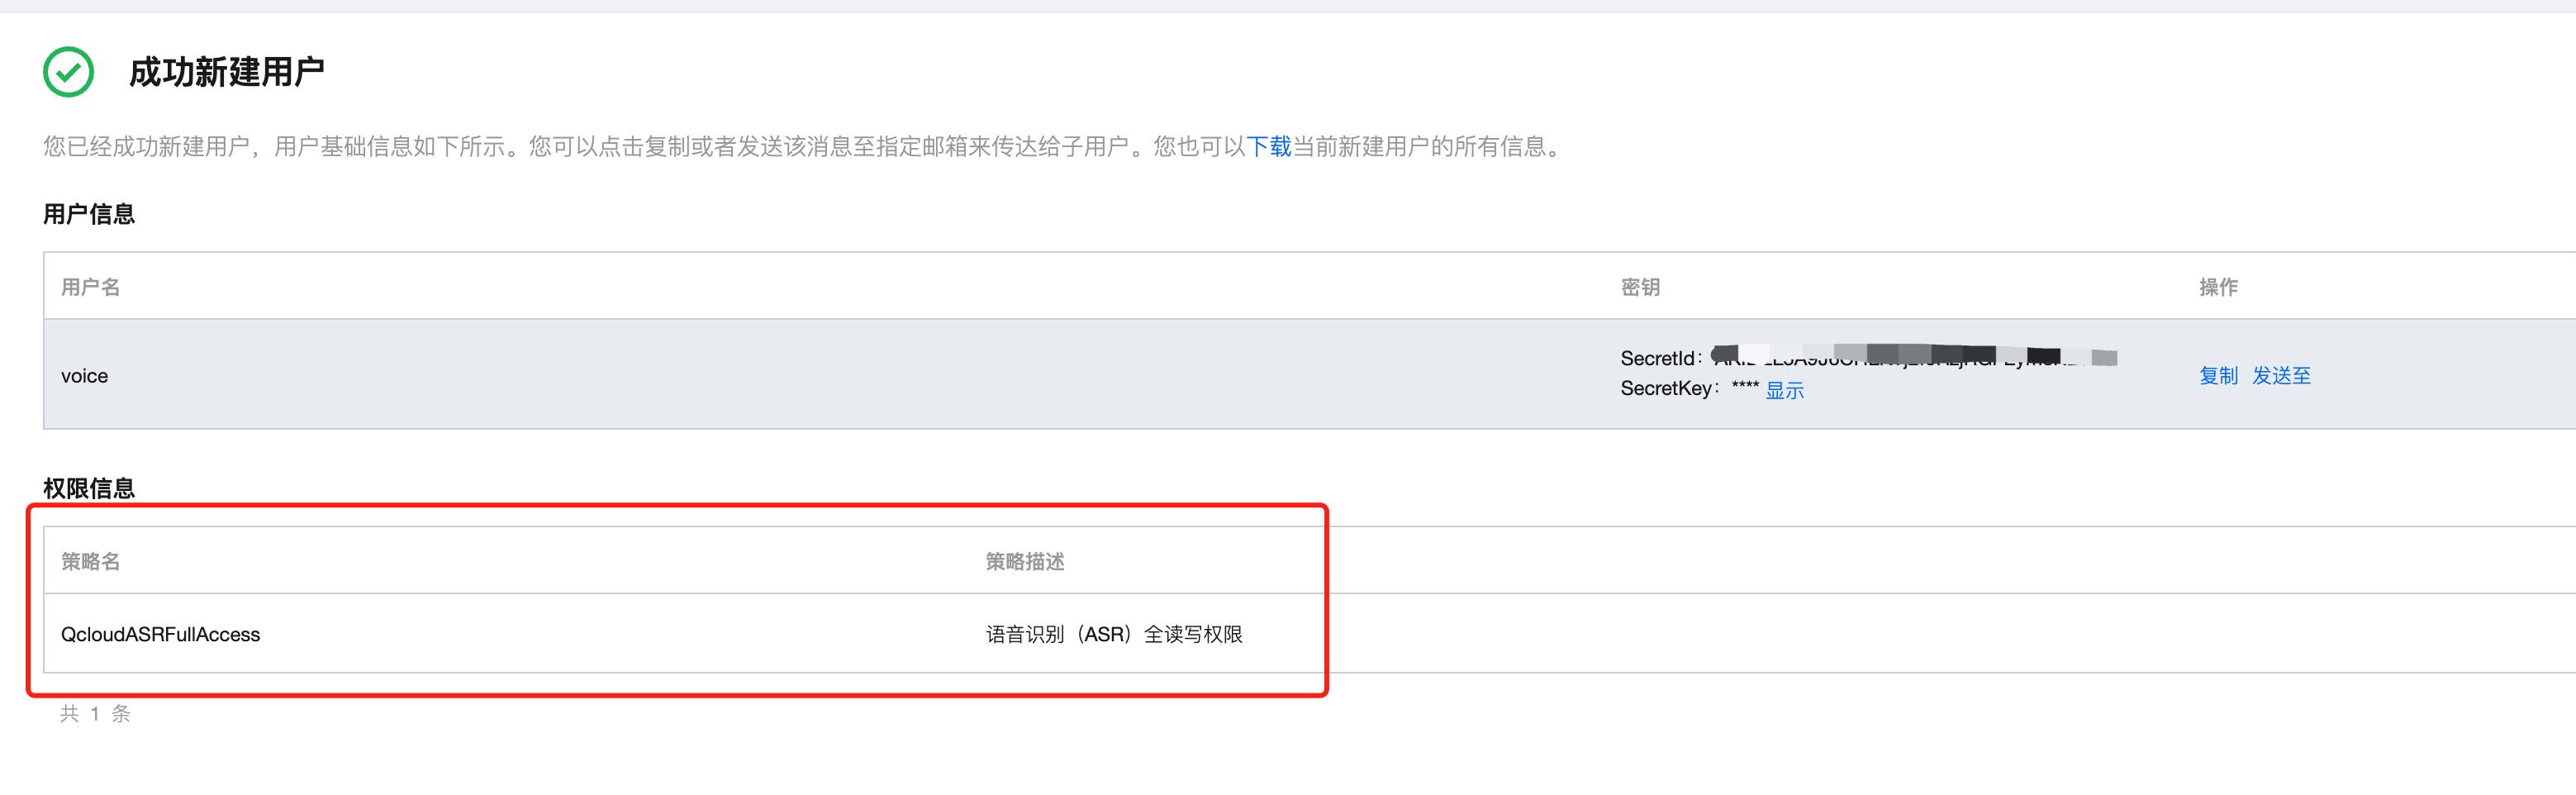 成功新建用户
您已经成功新建用户，用户基础信息如下所示。您可以点击复制或者发送该消息至指定邮箱来传达给子用户。您也可以下载当前新建用户的所有信息。
用户信息
用户名 密钥 操作
voice
SecretId：
SecretKey： **** 显示
复制 发送至
权限信息
策略名 策略描述
QcloudASRFullAccess 语音识别（ASR）全读写权限
共 1 条